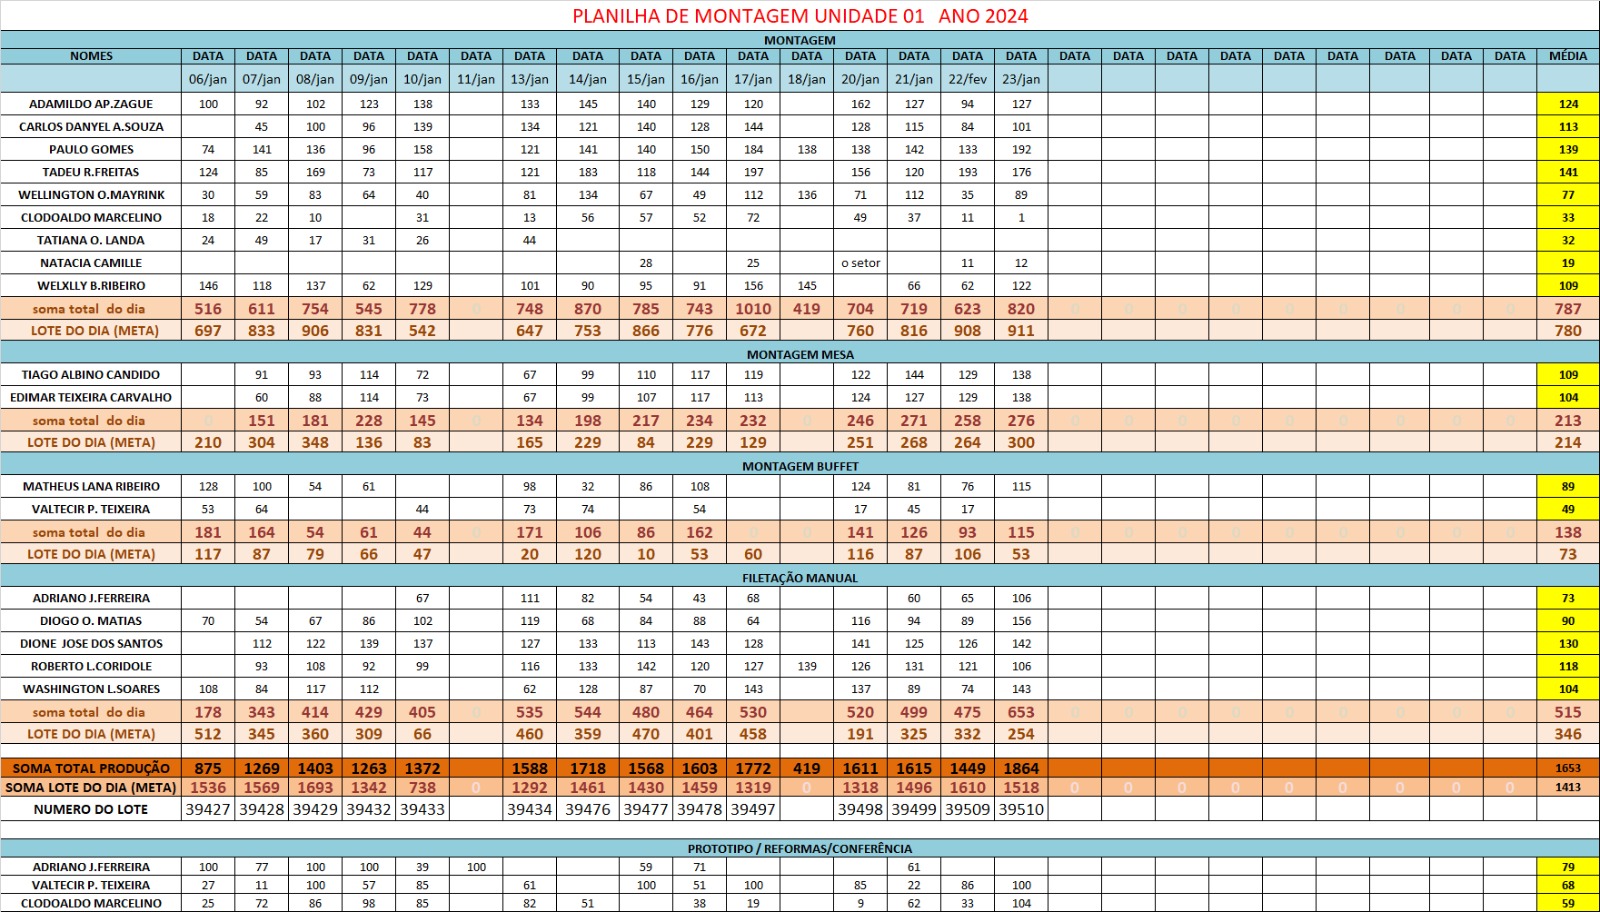 PLANILHA DE MONTAGEM UNIDADE 01 ANO 2024
MONTAGEM
NOMES DATA DATA DATA DATA DATA DATA DATA DATA DATA DATA DATA DATA DATA DATA DATA DATA DATA DATA DATA DATA DATA DATA DATA DATA DATA MÉDIA
06/jan 07/jan 08/jan 09/jan 10/jan 11/jan 13/jan 14/jan 15/jan 16/jan 17/jan 18/jan 20/jan 21/jan 22/fev 23/jan
ADAMILDO AP.ZAGUE 100 92 102 123 138 133 145 140 129 120 162 127 94 127 124
CARLOS DANYEL A.SOUZA 45 100 96 139 134 121 140 128 144 128 115 84 101 113
PAULO GOMES 74 141 136 96 158 121 141 140 150 184 138 138 142 133 192 139
TADEU R.FREITAS 124 85 169 73 117 121 183 118 144 197 156 120 193 176 141
WELLINGTON O.MAYRINK 30 59 83 64 40 81 134 67 49 112 136 71 112 35 89 77
CLODOALDO MARCELINO 18 22 10 31 13 56 57 52 72 49 37 11 1 33
TATIANA O. LANDA 24 49 17 31 26 44 32
NATACIA CAMILLE 28 25 o setor 11 12 19
WELXLLY B.RIBEIRO 146 118 137 62 129 101 90 95 91 156 145 66 62 122 109
soma total do dia 516 611 754 545 778 0 748 870 785 743 1010 419 704 719 623 820 0 0 0 0 0 0 0 0 0 787
LOTE DO DIA (META) 697 833 906 831 542 647 753 866 776 672 760 816 908 911 780
MONTAGEM MESA
TIAGO ALBINO CANDIDO 91 93 114 72 67 99 110 117 119 122 144 129 138 109
EDIMAR TEIXEIRA CARVALHO 60 88 114 73 67 99 107 117 113 124 127 129 138 104
soma total do dia 0 151 181 228 145 0 134 198 217 234 232 0 246 271 258 276 0 0 0 0 0 0 0 0 0 213
LOTE DO DIA (META) 210 304 348 136 83 165 229 84 229 129 251 268 264 300 214
MONTAGEM BUFFET
MATHEUS LANA RIBEIRO 128 100 54 61 98 32 86 108 124 81 76 115 89
VALTECIR P. TEIXEIRA 53 64 44 73 74 54 17 45 17 49
soma total do dia 181 164 54 61 44 0 171 106 86 162 0 0 141 126 93 115 0 0 0 0 0 0 0 0 0 138
LOTE DO DIA (META) 117 87 79 66 47 20 120 10 53 60 116 87 106 53 73
FILETAÇÃO MANUAL
ADRIANO J.FERREIRA 67 111 82 54 43 68 60 65 106 73
DIOGO O. MATIAS 70 54 67 86 102 119 68 84 88 64 116 94 89 156 90
DIONE JOSE DOS SANTOS 112 122 139 137 127 133 113 143 128 141 125 126 142 130
ROBERTO L.CORIDOLE 93 108 92 99 116 133 142 120 127 139 126 131 121 106 118
WASHINGTON L.SOARES 108 84 117 112 62 128 87 70 143 137 89 74 143 104
soma total do dia 178 343 414 429 405 0 535 544 480 464 530 520 499 475 653 0 0 0 0 0 0 0 0 0 515
LOTE DO DIA (META) 512 345 360 309 66 460 359 470 401 458 191 325 332 254 346
SOMA TOTAL PRODUÇÃO 875 1269 1403 1263 1372 1588 1718 1568 1603 1772 419 1611 1615 1449 1864 1653
SOMA LOTE DO DIA (META) 1536 1569 1693 1342 738 0 1292 1461 1430 1459 1319 0 1318 1496 1610 1518 0 0 0 0 0 0 0 0 0 1413
NUMERO DO LOTE 39427 39428 39429 39432 39433 39434 39476 39477 39478 39497 39498 39499 39509 39510
PROTOTIPO / REFORMAS/CONFERÊNCIA
ADRIANO J.FERREIRA 100 77 100 100 39 100 59 71 61 79
VALTECIR P. TEIXEIRA 27 11 100 57 85 61 100 51 100 85 22 86 100 68
CLODOALDO MARCELINO 25 72 86 98 85 82 51 38 19 9 62 33 104 59